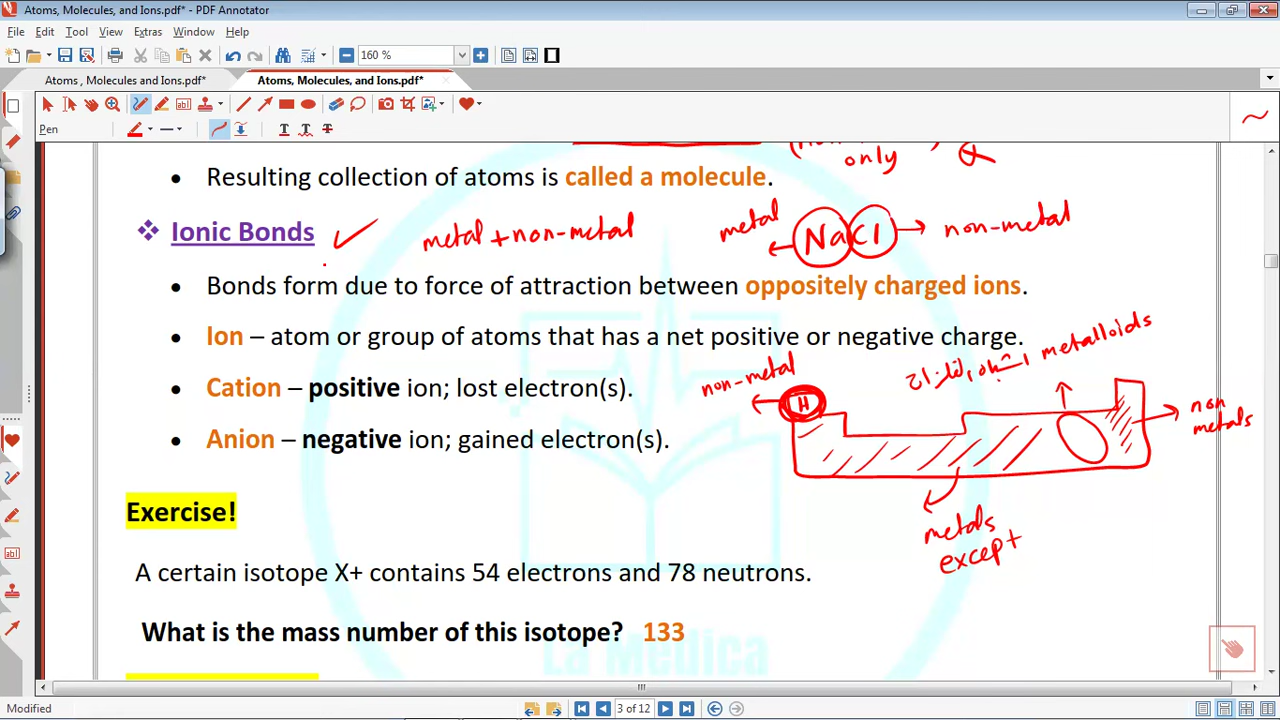 Atoms, Molecules, and Ions.pdf* - PDF Annotator
File Edit Tool View Extras Window Help
160 %
Atoms , Molecules and Ions.pdf* Atoms, Molecules, and Ions.pdf*
Pen
only
• Resulting collection of atoms is called a molecule.
❖ Ionic Bonds metal + non-metal metal NaCl non-metal
• Bonds form due to force of attraction between oppositely charged ions.
• Ion – atom or group of atoms that has a net positive or negative charge.
metalloids
• Cation – positive ion; lost electron(s).
non-metal
H
non metals
• Anion – negative ion; gained electron(s).
metals
except
Exercise!
A certain isotope X+ contains 54 electrons and 78 neutrons.
What is the mass number of this isotope? 133
La Medica
Modified 3 of 12